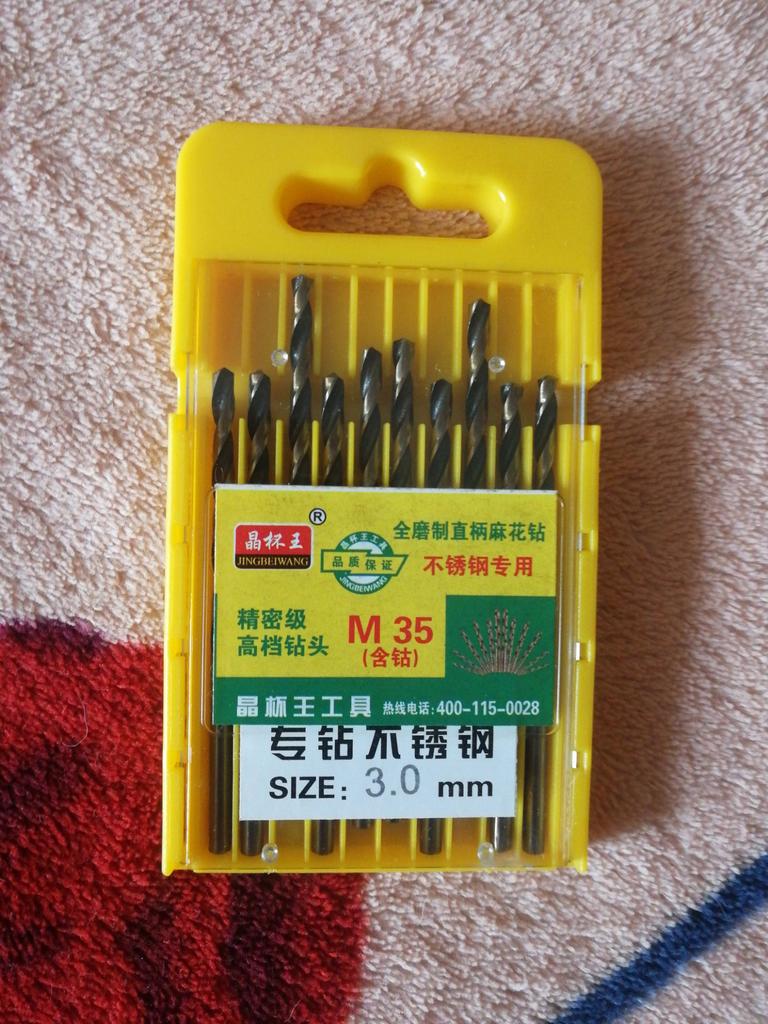 晶杯王
®
JINGBEIWANG
晶杯王工具
品质保证
JINGBEIWANG
全磨制直柄麻花钻
不锈钢专用
精密级
高档钻头
M 35
(含钴)
晶杯王工具 热线电话:400-115-0028
专钻不锈钢
SIZE: 3.0 mm